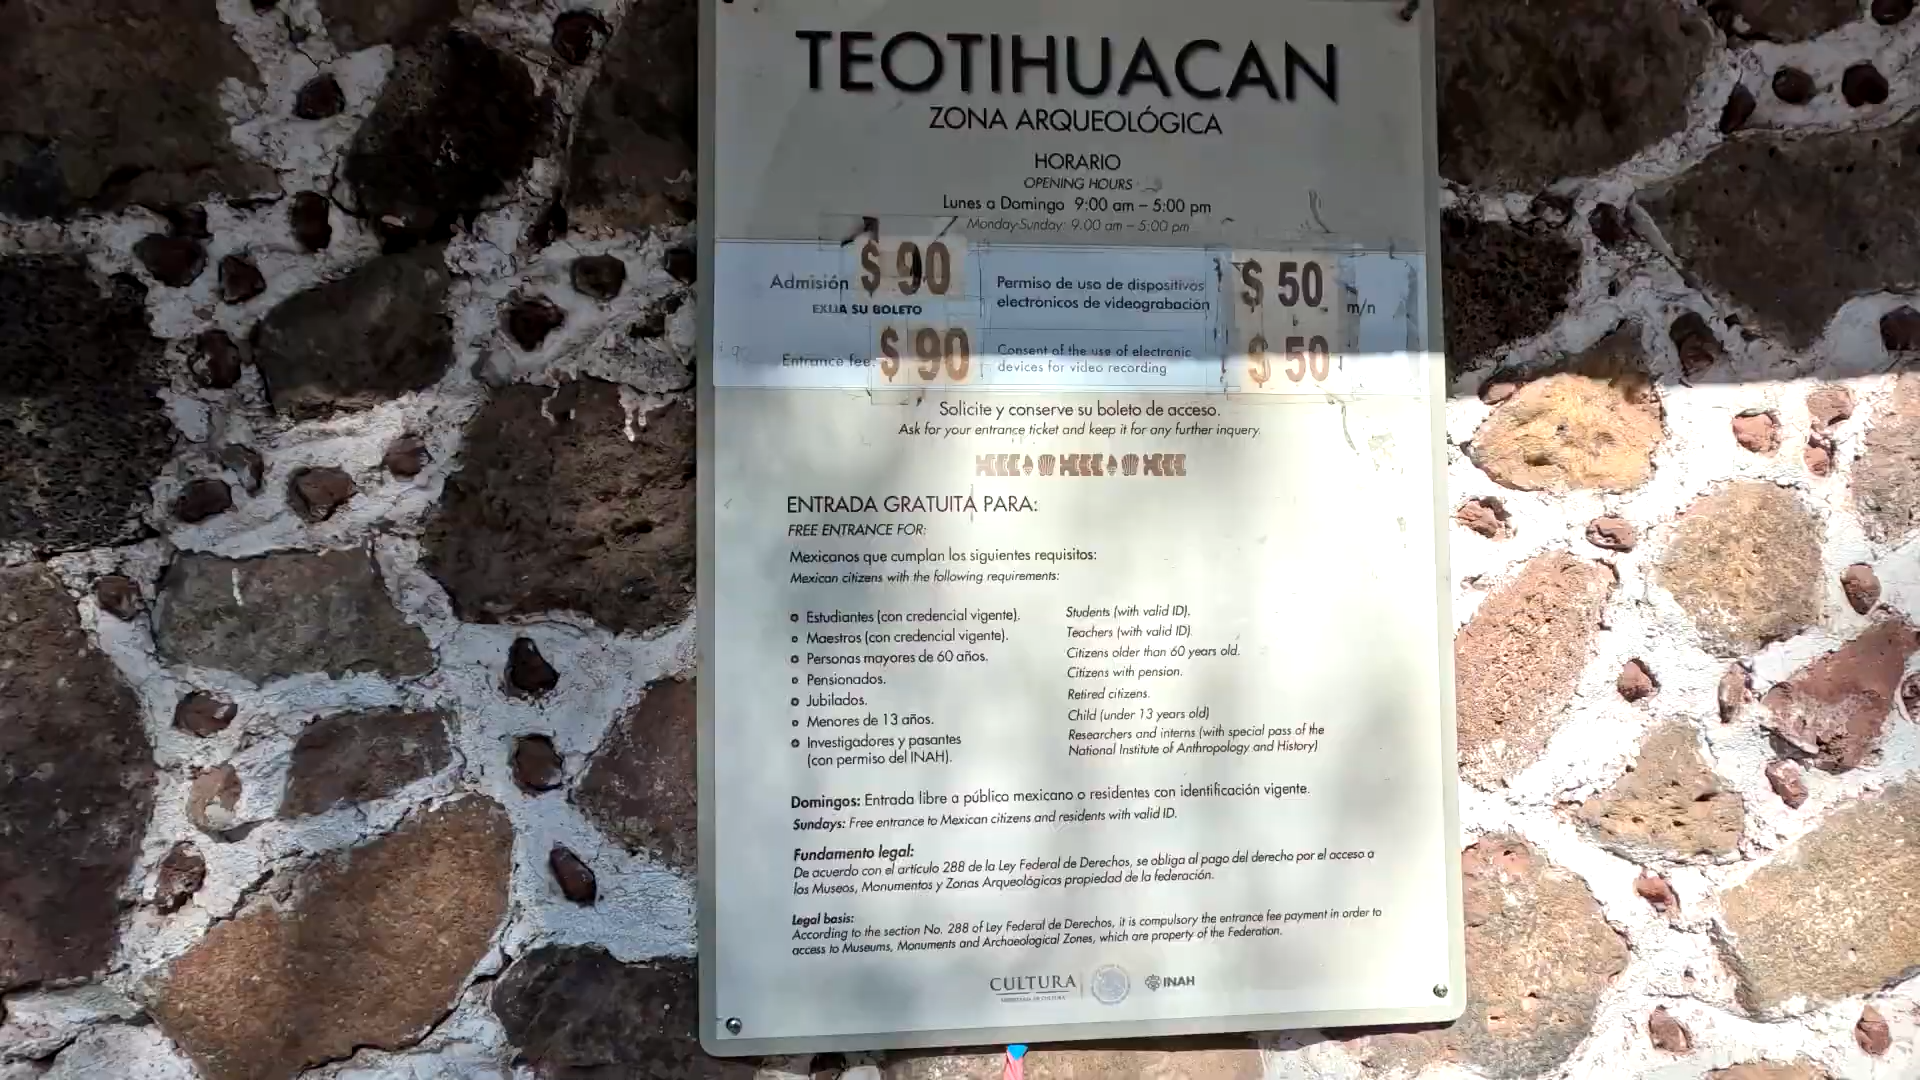 TEOTIHUACAN
ZONA ARQUEOLÓGICA
HORARIO
OPENING HOURS
Lunes a Domingo 9:00 am – 5:00 pm
Monday-Sunday: 9:00 am – 5:00 pm
Admisión $ 90
EXIJA SU BOLETO
Permiso de uso de dispositivos
electrónicos de videograbación
$ 50 m/n
Entrance fee: $ 90
Consent of the use of electronic
devices for video recording
$ 50
Solicite y conserve su boleto de acceso.
Ask for your entrance ticket and keep it for any further inquery.
ENTRADA GRATUITA PARA:
FREE ENTRANCE FOR:
Mexicanos que cumplan los siguientes requisitos:
Mexican citizens with the following requirements:
Estudiantes (con credencial vigente).
Maestros (con credencial vigente).
Personas mayores de 60 años.
Pensionados.
Jubilados.
Menores de 13 años.
Investigadores y pasantes
(con permiso del INAH).
Students (with valid ID).
Teachers (with valid ID).
Citizens older than 60 years old.
Citizens with pension.
Retired citizens.
Child (under 13 years old)
Researchers and interns (with special pass of the
National Institute of Anthropology and History)
Domingos: Entrada libre a público mexicano o residentes con identificación vigente.
Sundays: Free entrance to Mexican citizens and residents with valid ID.
Fundamento legal:
De acuerdo con el artículo 288 de la Ley Federal de Derechos, se obliga al pago del derecho por el acceso a
los Museos, Monumentos y Zonas Arqueológicas propiedad de la federación.
Legal basis:
According to the section No. 288 of Ley Federal de Derechos, it is compulsory the entrance fee payment in order to
access to Museums, Monuments and Archaeological Zones, which are property of the Federation.
CULTURA
SECRETARÍA DE CULTURA
INAH